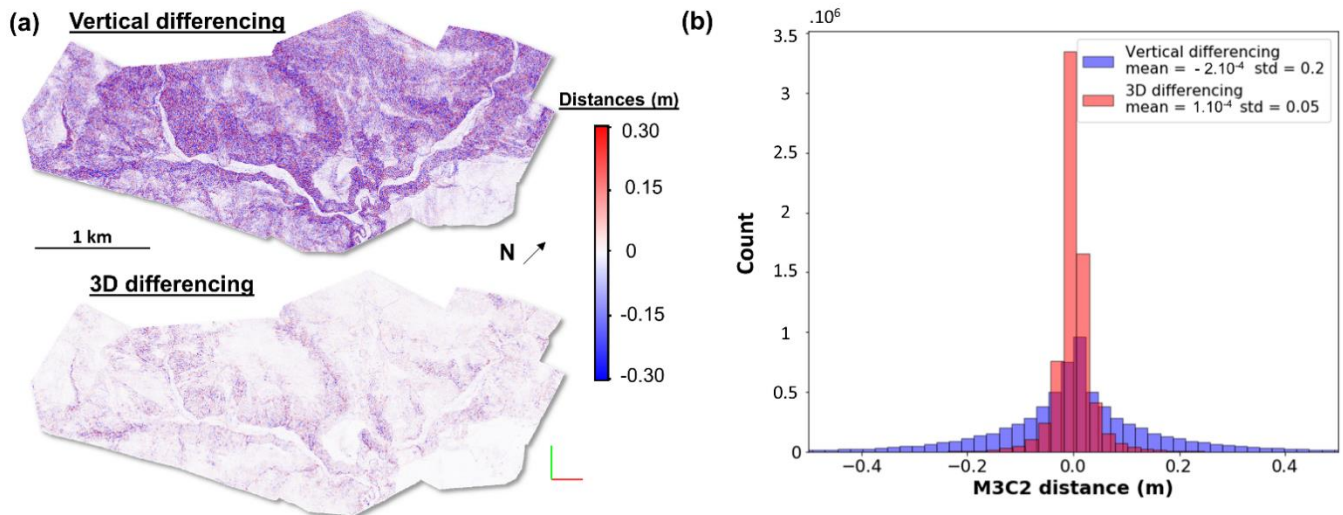 (a)
Vertical differencing
Distances (m)
0.30
0.15
0
-0.15
-0.30
1 km
N
3D differencing
(b)
.10⁶
3.5
3
2.5
2
1.5
1
0.5
0
Count
−0.4
−0.2
0.0
0.2
0.4
M3C2 distance (m)
Vertical differencing
mean = - 2.10⁻⁴ std = 0.2
3D differencing
mean = 1.10⁻⁴ std = 0.05